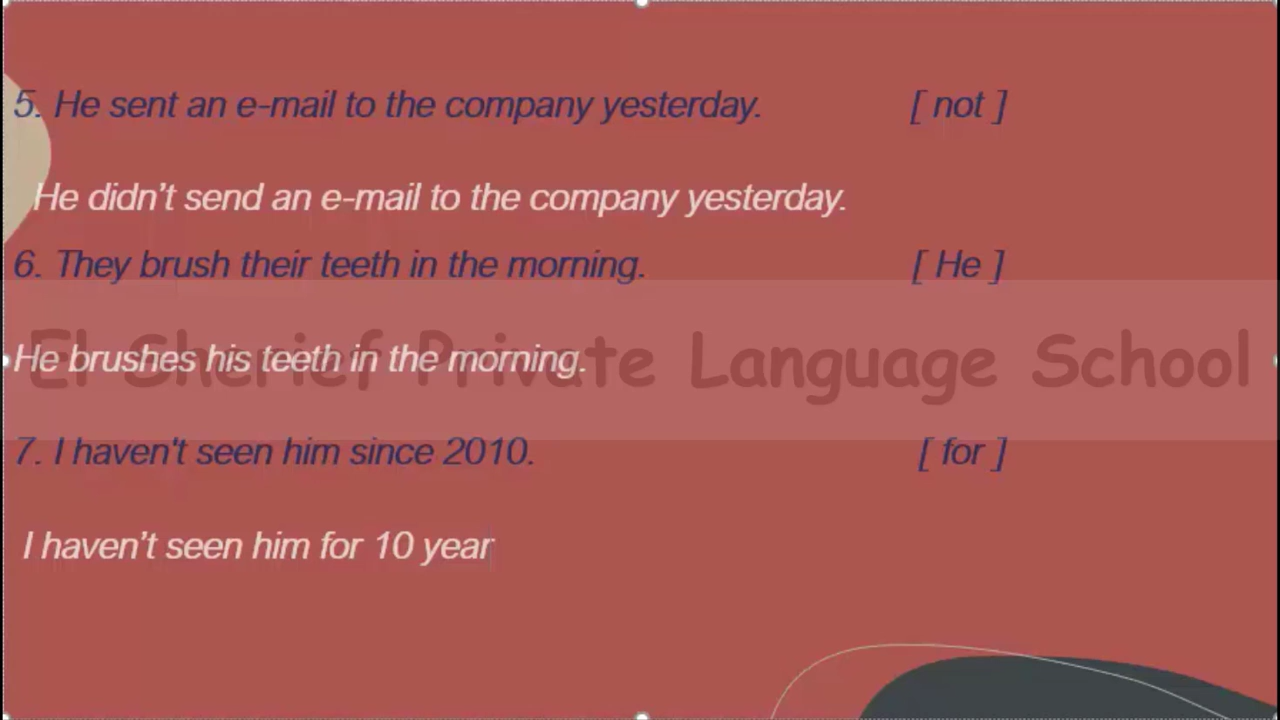 5. He sent an e-mail to the company yesterday. [ not ]
He didn’t send an e-mail to the company yesterday.
6. They brush their teeth in the morning. [ He ]
El Sherief Private Language School
He brushes his teeth in the morning.
7. I haven't seen him since 2010. [ for ]
I haven’t seen him for 10 year